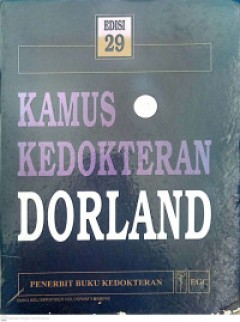 EDISI
29
KAMUS
KEDOKTERAN
DORLAND
PENERBIT BUKU KEDOKTERAN
EGC